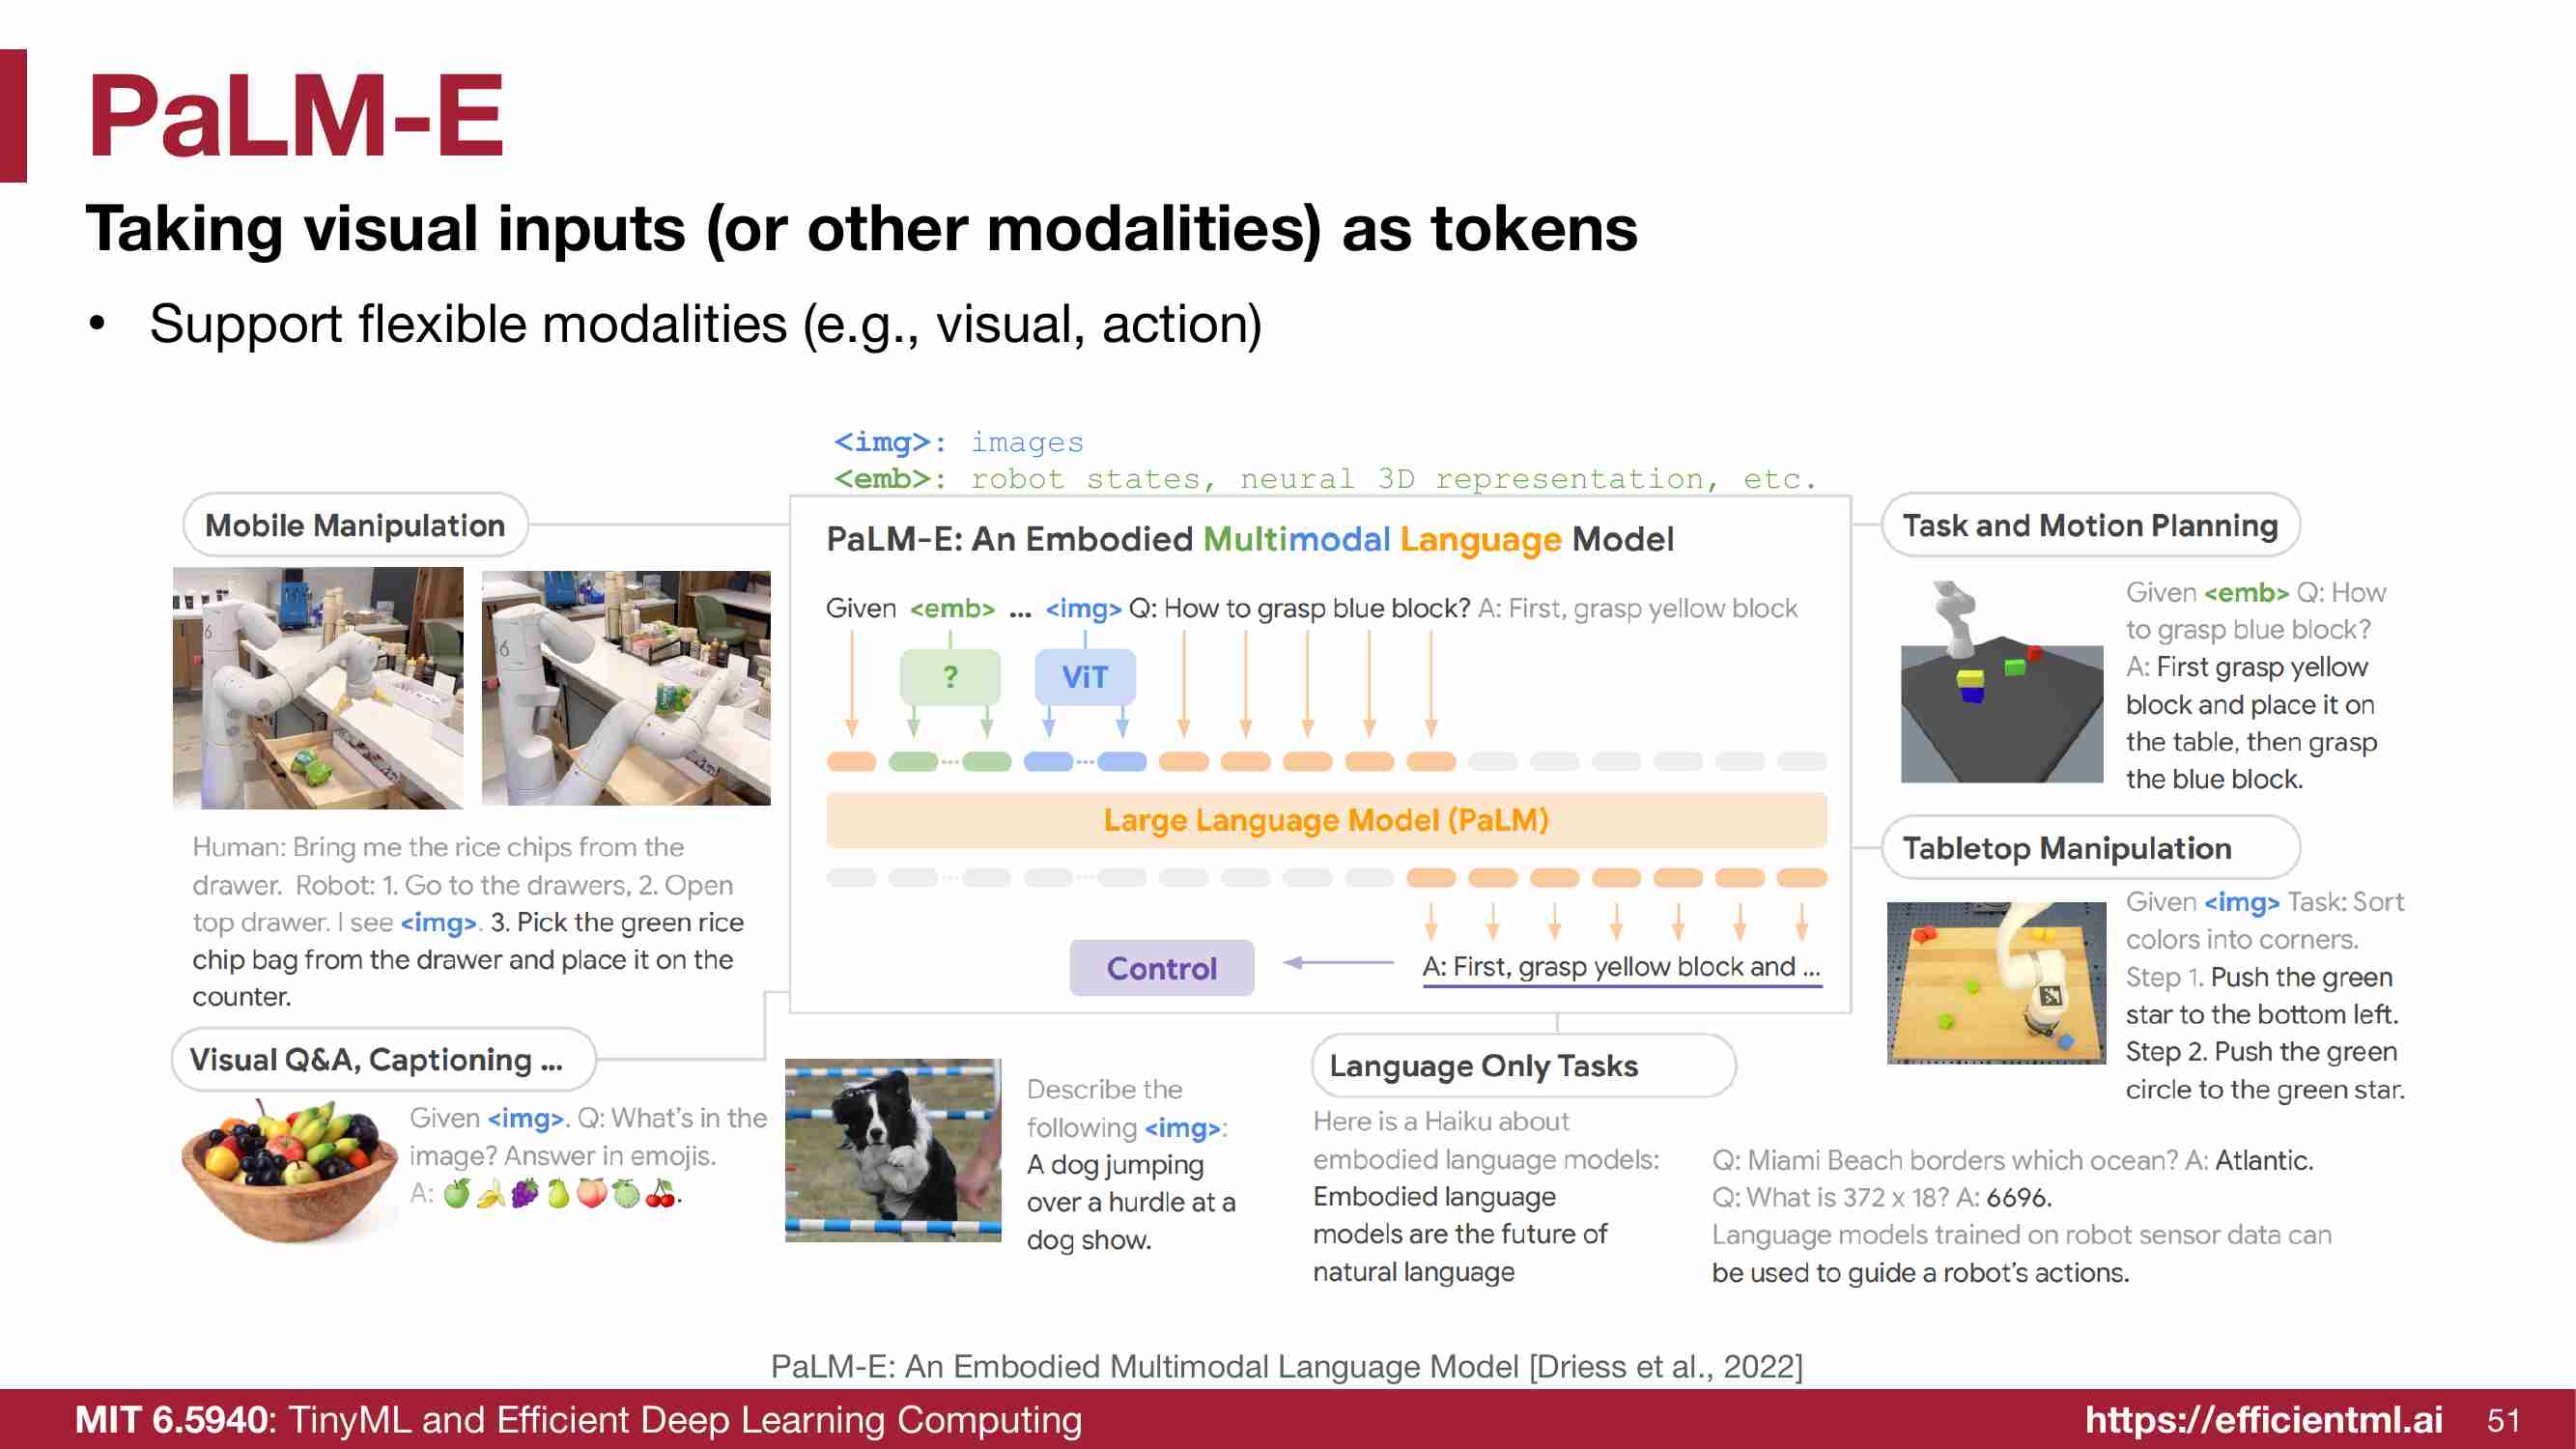 PaLM-E
Taking visual inputs (or other modalities) as tokens
• Support flexible modalities (e.g., visual, action)
<img>: images
<emb>: robot states, neural 3D representation, etc.
Mobile Manipulation
Human: Bring me the rice chips from the
drawer. Robot: 1. Go to the drawers, 2. Open
top drawer. I see <img>. 3. Pick the green rice
chip bag from the drawer and place it on the
counter.
PaLM-E: An Embodied Multimodal Language Model
Given <emb> ... <img> Q: How to grasp blue block? A: First, grasp yellow block
?
ViT
Large Language Model (PaLM)
Control
A: First, grasp yellow block and ...
Task and Motion Planning
Given <emb> Q: How
to grasp blue block?
A: First grasp yellow
block and place it on
the table, then grasp
the blue block.
Tabletop Manipulation
Given <img> Task: Sort
colors into corners.
Step 1. Push the green
star to the bottom left.
Step 2. Push the green
circle to the green star.
Visual Q&A, Captioning ...
Given <img>. Q: What's in the
image? Answer in emojis.
A: 🍏🍌🍇🍐🍑🍈🍒.
Describe the
following <img>:
A dog jumping
over a hurdle at a
dog show.
Language Only Tasks
Here is a Haiku about
embodied language models:
Embodied language
models are the future of
natural language
Q: Miami Beach borders which ocean? A: Atlantic.
Q: What is 372 x 18? A: 6696.
Language models trained on robot sensor data can
be used to guide a robot's actions.
PaLM-E: An Embodied Multimodal Language Model [Driess et al., 2022]
MIT 6.5940: TinyML and Efficient Deep Learning Computing
https://efficientml.ai
51